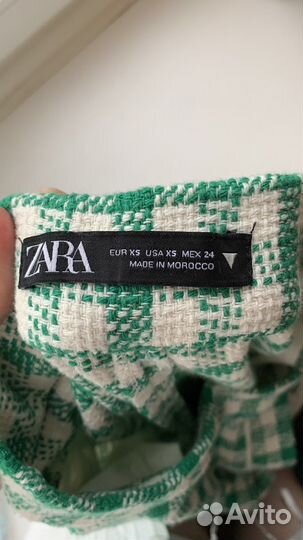 ZARA
EUR XS USA XS MEX 24
MADE IN MOROCCO
Avito